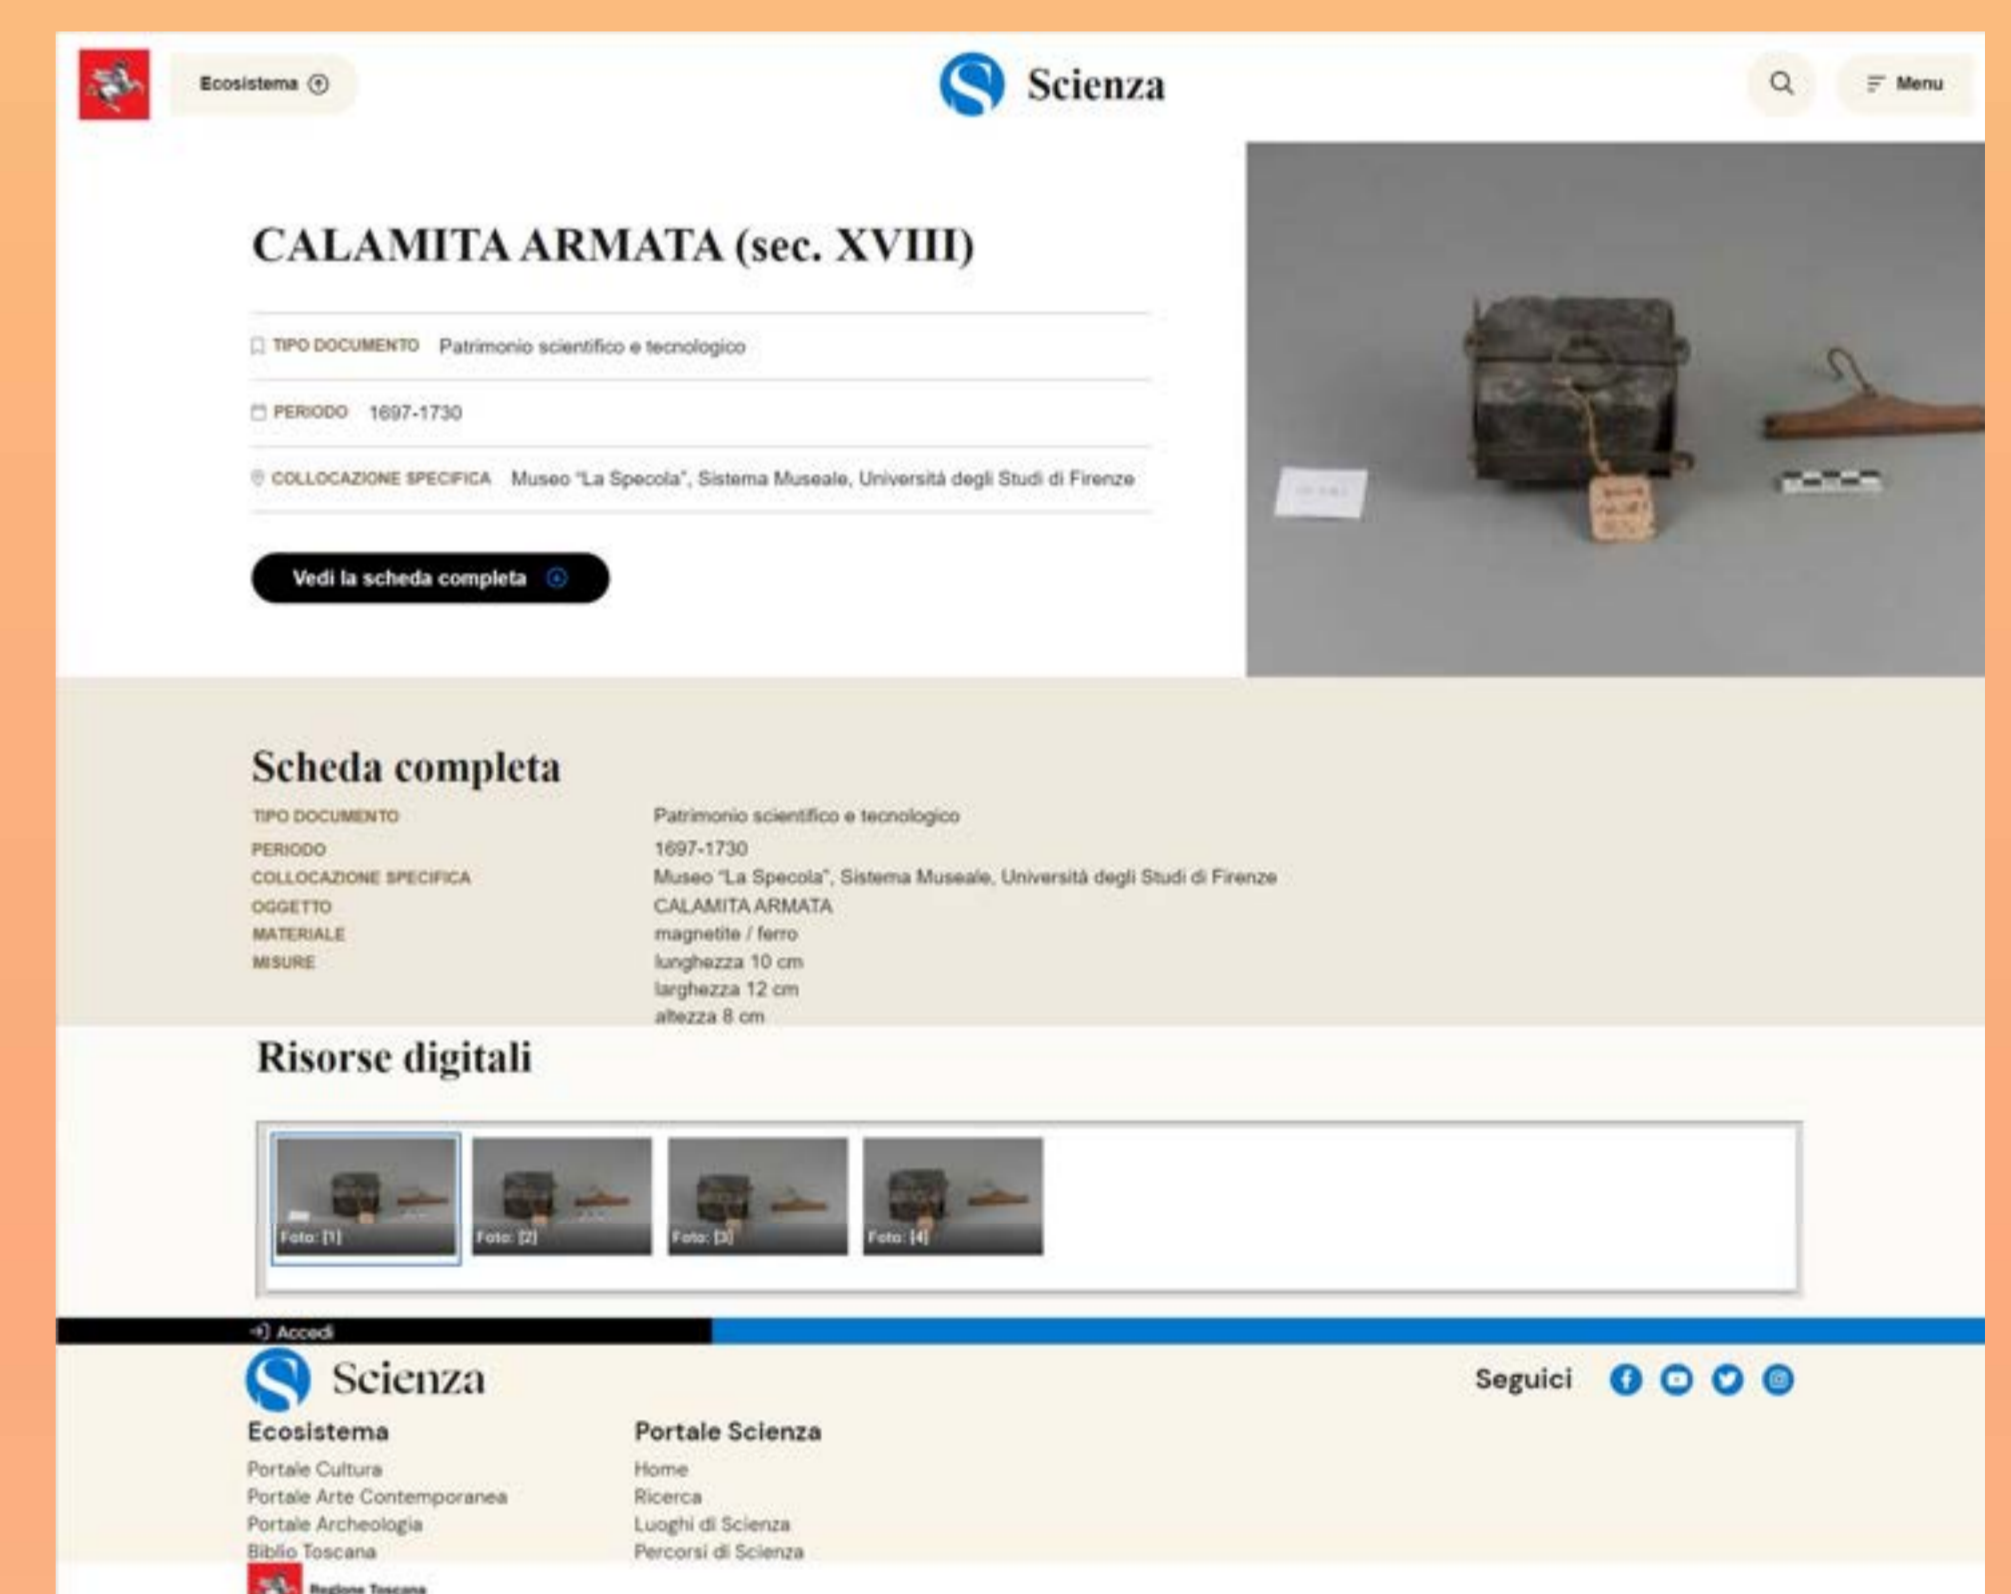 Ecosistema
Scienza
Menu
CALAMITA ARMATA (sec. XVIII)
TIPO DOCUMENTO Patrimonio scientifico e tecnologico
PERIODO 1697-1730
COLLOCAZIONE SPECIFICA Museo "La Specola", Sistema Museale, Università degli Studi di Firenze
Vedi la scheda completa
Scheda completa
TIPO DOCUMENTO Patrimonio scientifico e tecnologico
PERIODO 1697-1730
COLLOCAZIONE SPECIFICA Museo "La Specola", Sistema Museale, Università degli Studi di Firenze
OGGETTO CALAMITA ARMATA
MATERIALE magnetite / ferro
MISURE lunghezza 10 cm
larghezza 12 cm
altezza 8 cm
Risorse digitali
Foto: [1] Foto: [2] Foto: [3] Foto: [4]
Accedi
Scienza
Seguici
Ecosistema Portale Scienza
Portale Cultura Home
Portale Arte Contemporanea Ricerca
Portale Archeologia Luoghi di Scienza
Biblio Toscana Percorsi di Scienza
Regione Toscana